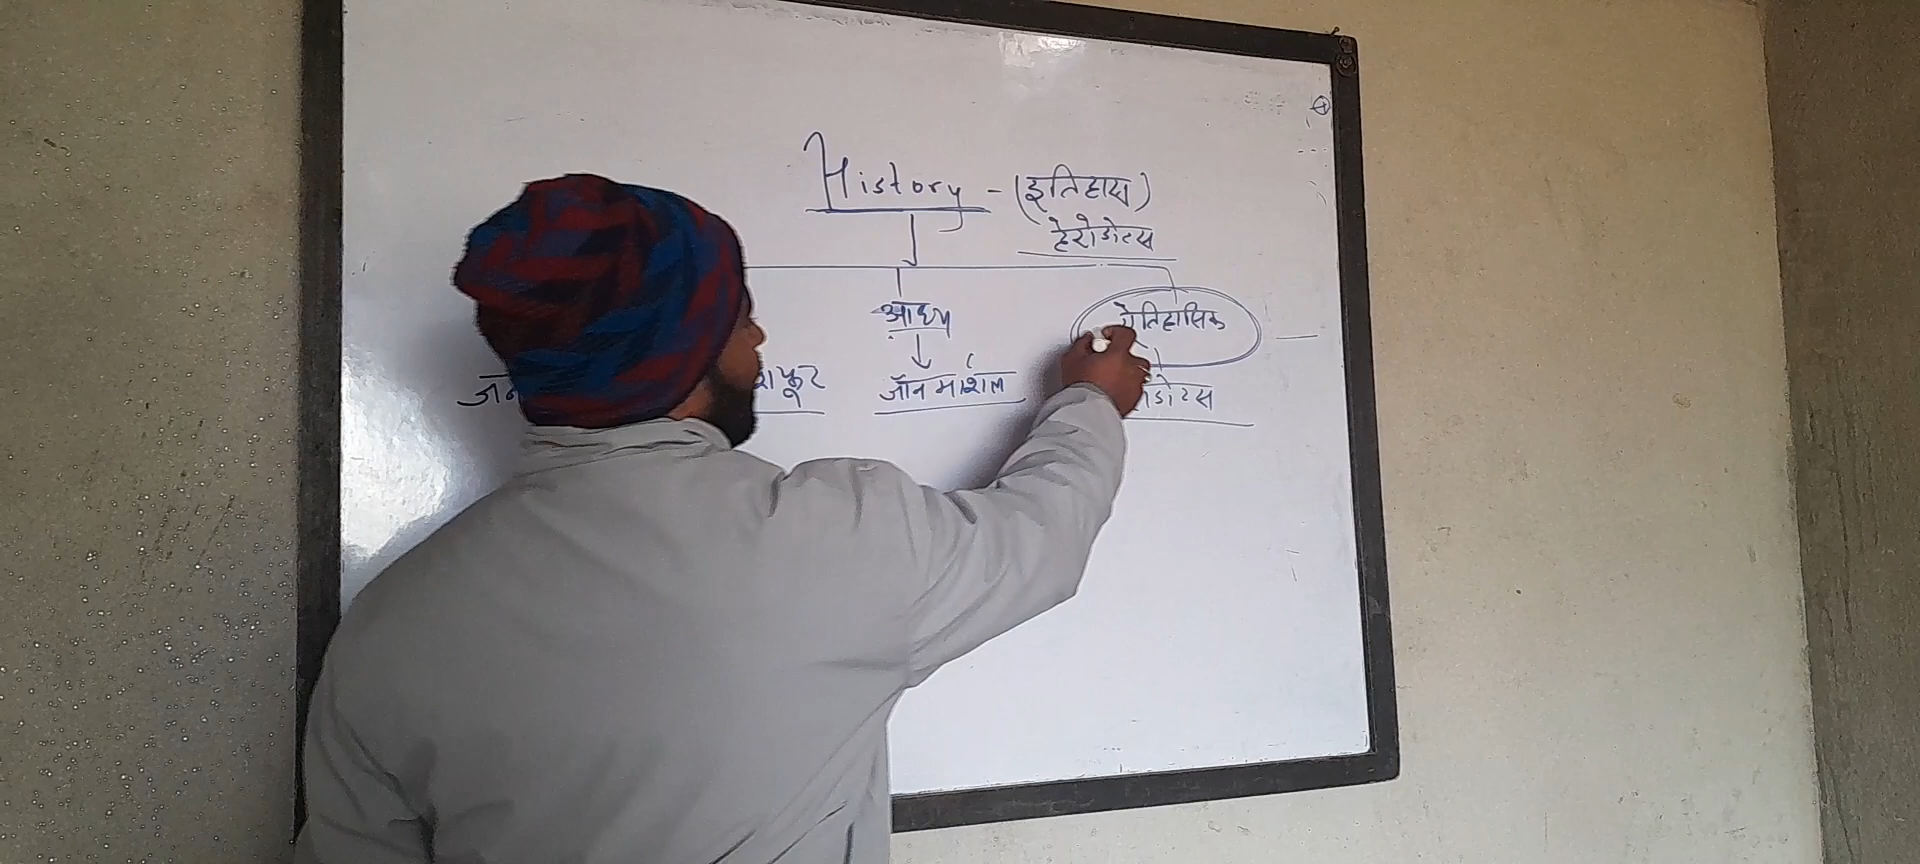 History - (इतिहास)
हेरोडोटस
आद्य ऐतिहासिक
जॉन मार्शल